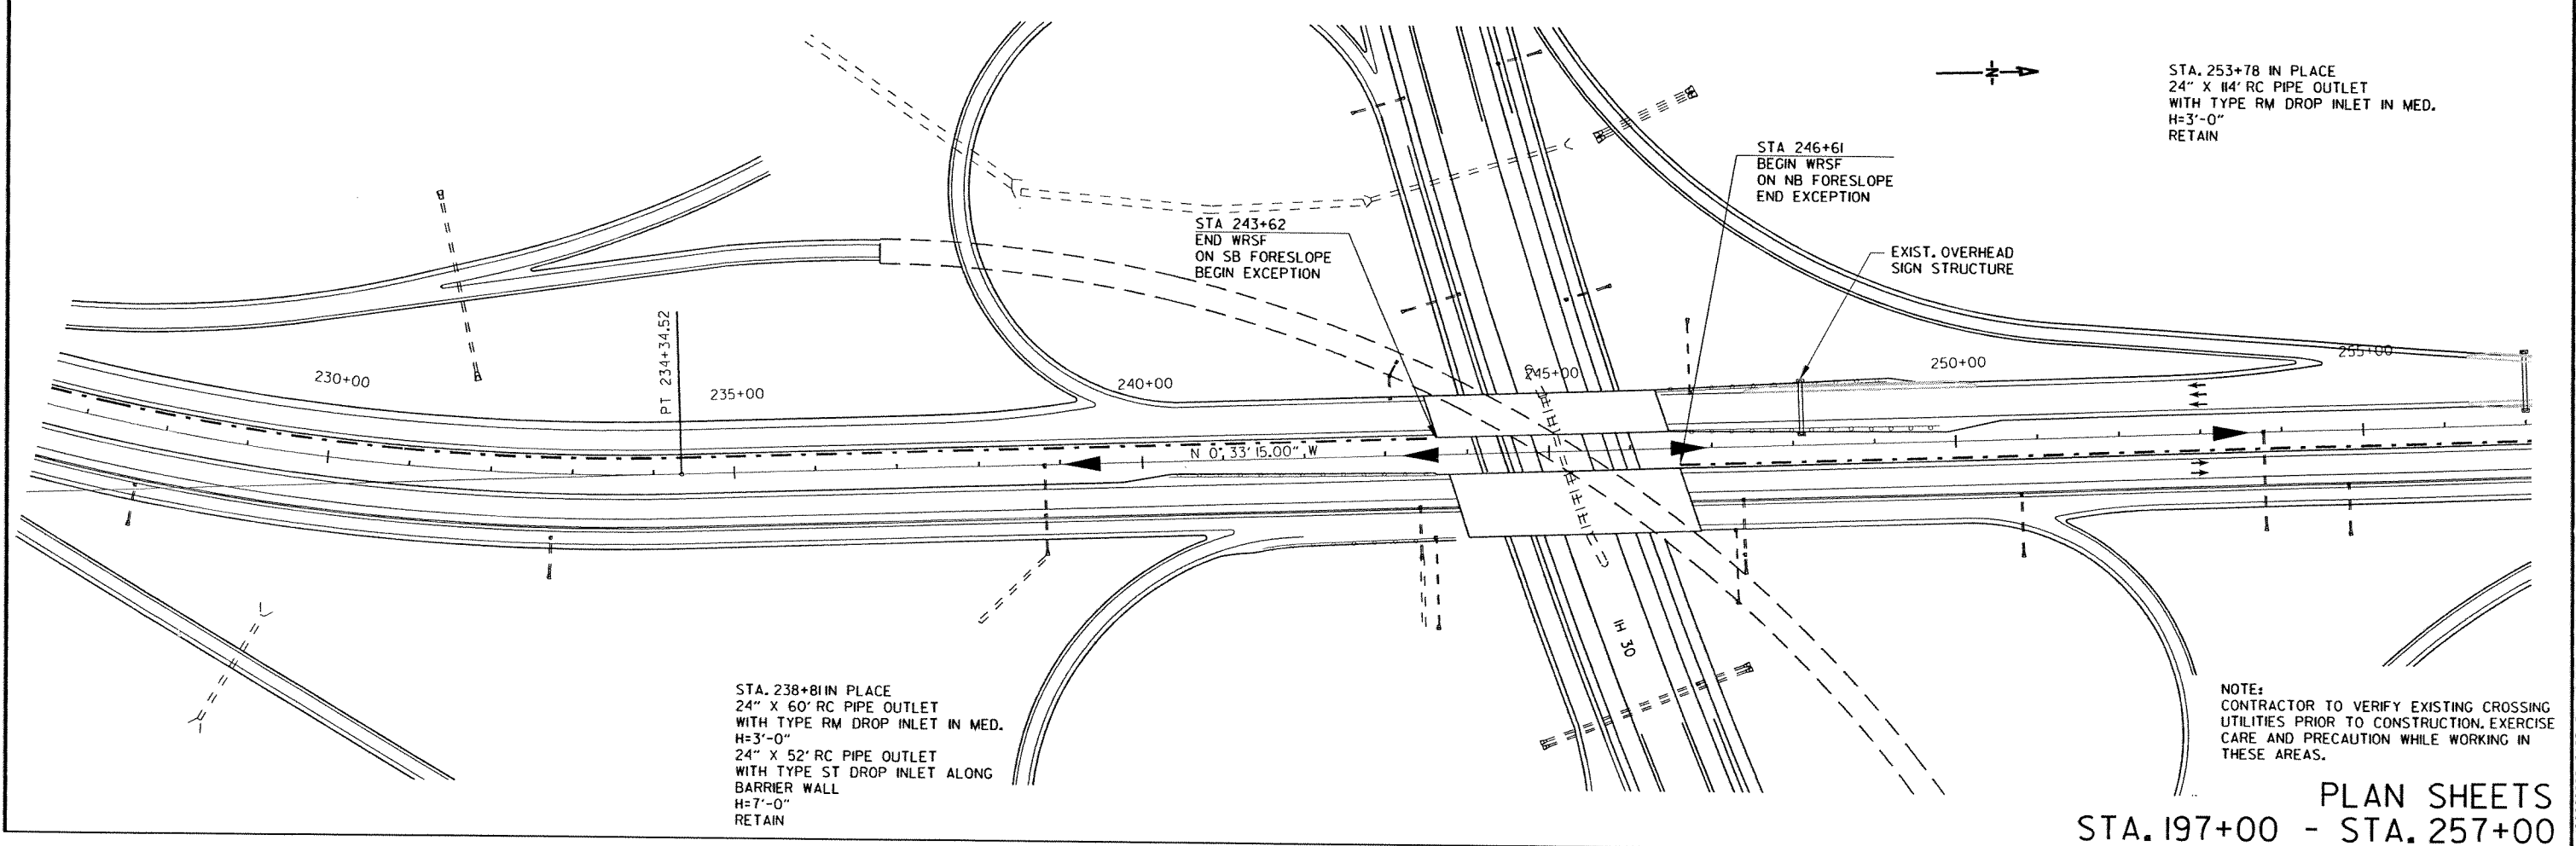 N
STA. 253+78 IN PLACE
24" X 114' RC PIPE OUTLET
WITH TYPE RM DROP INLET IN MED.
H=3'-0"
RETAIN
STA 246+61
BEGIN WRSF
ON NB FORESLOPE
END EXCEPTION
STA 243+62
END WRSF
ON SB FORESLOPE
BEGIN EXCEPTION
EXIST. OVERHEAD
SIGN STRUCTURE
PT 234+34.52
230+00
235+00
240+00
245+00
250+00
255+00
N 0° 33' 15.00" W
IH 30
STA. 238+81 IN PLACE
24" X 60' RC PIPE OUTLET
WITH TYPE RM DROP INLET IN MED.
H=3'-0"
24" X 52' RC PIPE OUTLET
WITH TYPE ST DROP INLET ALONG
BARRIER WALL
H=7'-0"
RETAIN
NOTE:
CONTRACTOR TO VERIFY EXISTING CROSSING
UTILITIES PRIOR TO CONSTRUCTION. EXERCISE
CARE AND PRECAUTION WHILE WORKING IN
THESE AREAS.
PLAN SHEETS
STA. 197+00 - STA. 257+00